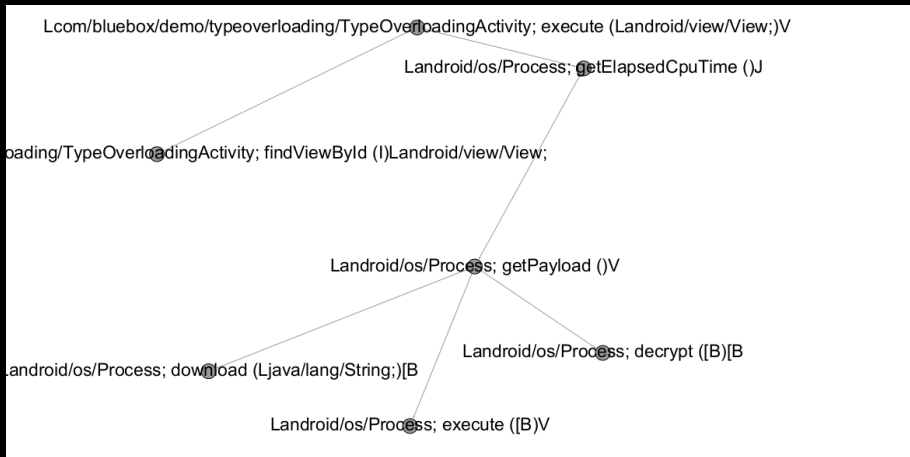 Lcom/bluebox/demo/typeoverloading/TypeOverloadingActivity; execute (Landroid/view/View;)V
Landroid/os/Process; getElapsedCpuTime ()J
oading/TypeOverloadingActivity; findViewById (I)Landroid/view/View;
Landroid/os/Process; getPayload ()V
Landroid/os/Process; decrypt ([B)[B
Landroid/os/Process; download (Ljava/lang/String;)[B
Landroid/os/Process; execute ([B)V